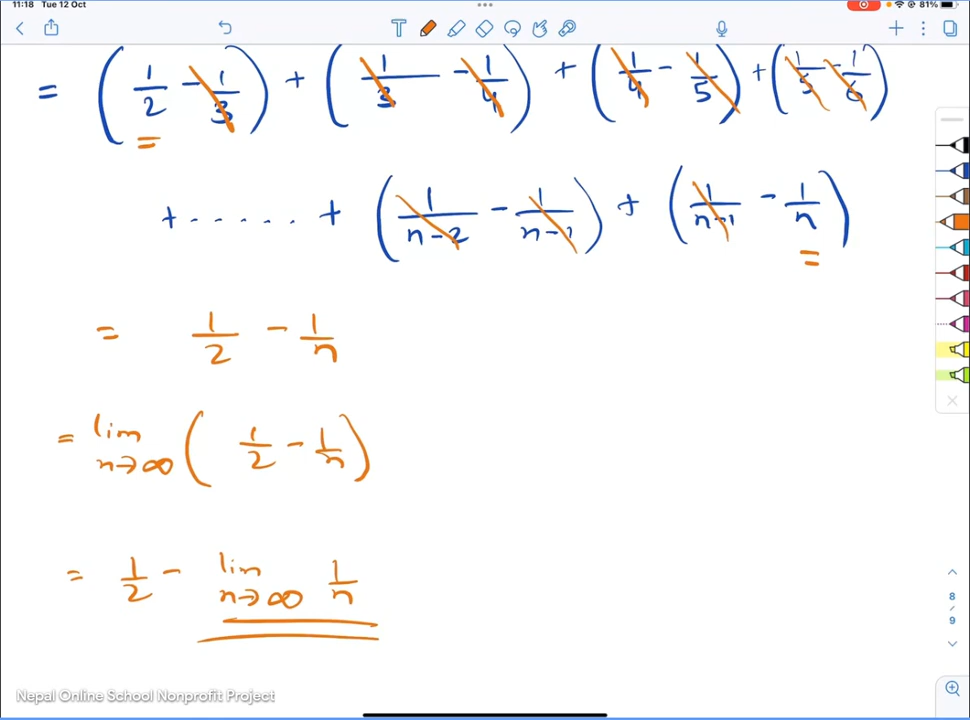 11:18 Tue 12 Oct 81%
T
= (1/2 - 1/3) + (1/3 - 1/4) + (1/4 - 1/5) + (1/5 - 1/6)
+ ...... + (1/n-2 - 1/n-1) + (1/n-1 - 1/n)
= 1/2 - 1/n
= lim n→∞ (1/2 - 1/n)
= 1/2 - lim n→∞ 1/n
8/9
Nepal Online School Nonprofit Project